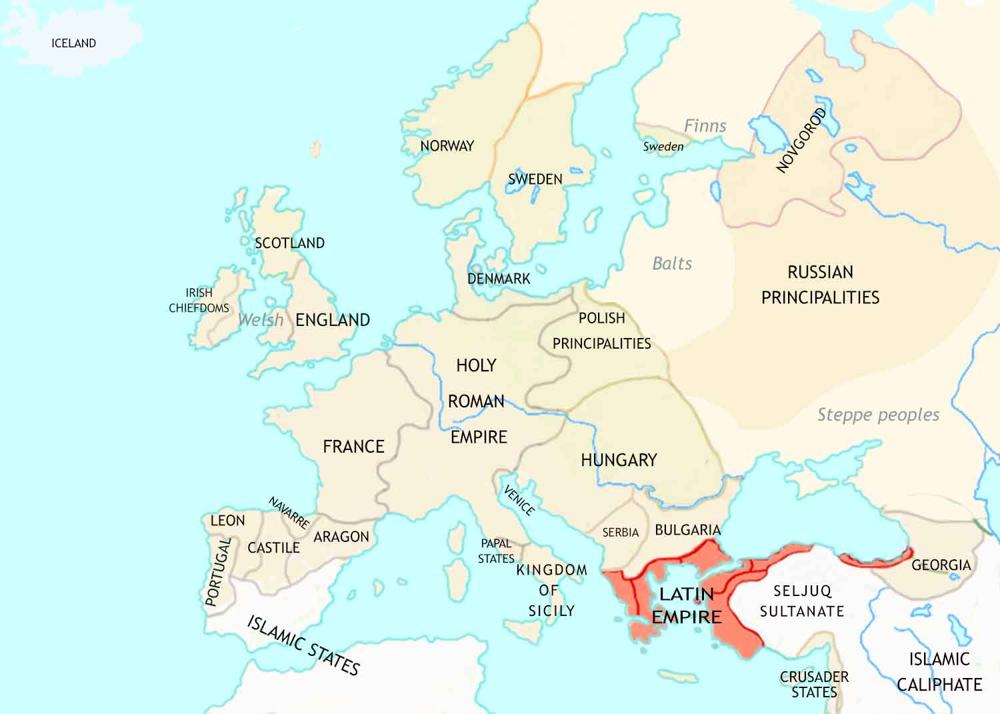 ICELAND
Finns
NOVGOROD
NORWAY
Sweden
SWEDEN
SCOTLAND
Balts
RUSSIAN
PRINCIPALITIES
DENMARK
IRISH
CHIEFDOMS
Welsh
ENGLAND
POLISH
PRINCIPALITIES
HOLY
ROMAN
EMPIRE
Steppe peoples
FRANCE
HUNGARY
VENICE
NAVARRE
LEON
CASTILE
ARAGON
PORTUGAL
SERBIA
BULGARIA
PAPAL
STATES
KINGDOM
OF
SICILY
GEORGIA
LATIN
EMPIRE
SELJUQ
SULTANATE
ISLAMIC STATES
CRUSADER
STATES
ISLAMIC
CALIPHATE